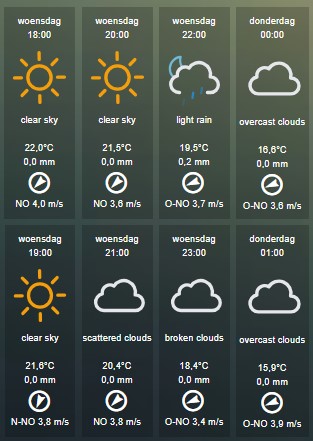 woensdag
18:00
clear sky
22,0°C
0,0 mm
NO 4,0 m/s
woensdag
20:00
clear sky
21,5°C
0,0 mm
NO 3,6 m/s
woensdag
22:00
light rain
19,5°C
0,2 mm
O-NO 3,7 m/s
donderdag
00:00
overcast clouds
16,6°C
0,0 mm
O-NO 3,6 m/s
woensdag
19:00
clear sky
21,6°C
0,0 mm
N-NO 3,8 m/s
woensdag
21:00
scattered clouds
20,4°C
0,0 mm
NO 3,8 m/s
woensdag
23:00
broken clouds
18,4°C
0,0 mm
O-NO 3,4 m/s
donderdag
01:00
overcast clouds
15,9°C
0,0 mm
O-NO 3,9 m/s